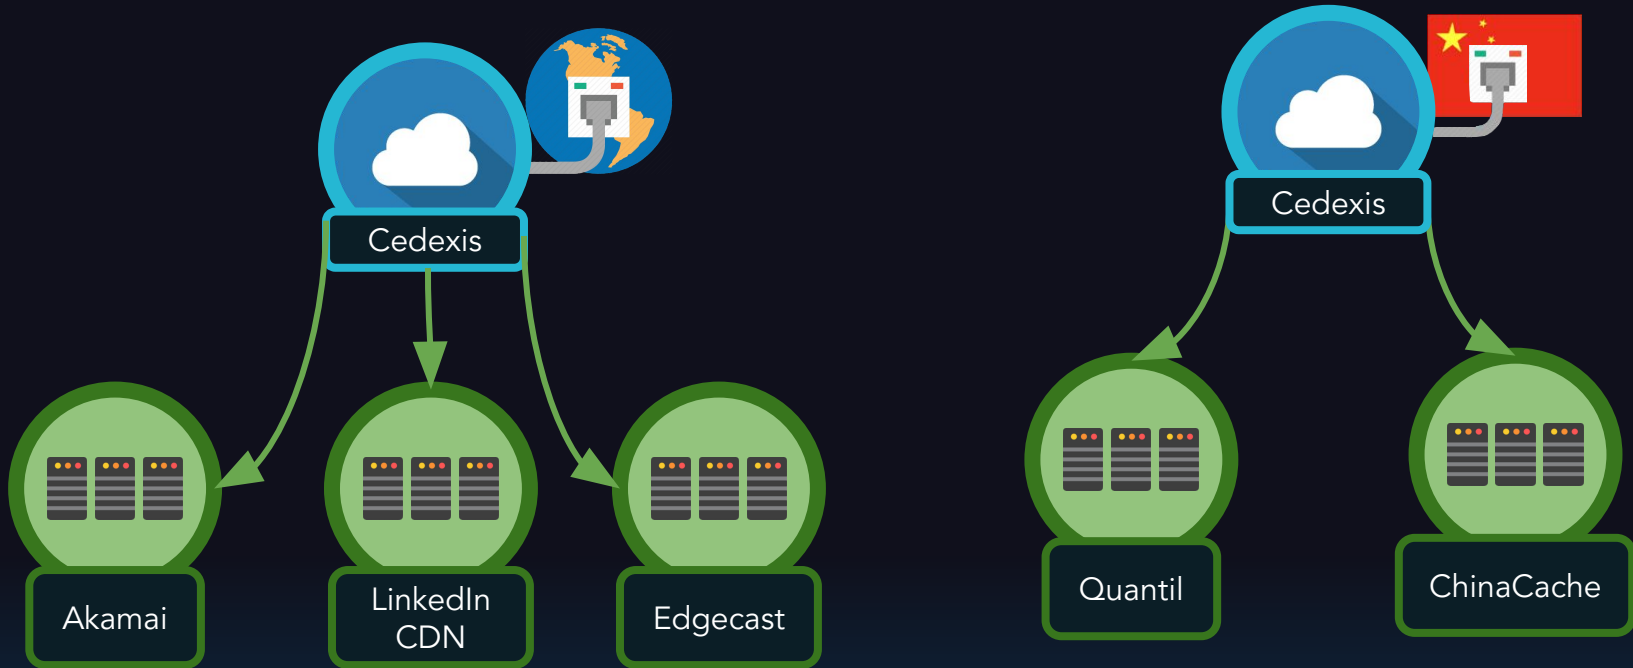 Cedexis
Akamai
LinkedIn
CDN
Edgecast
Cedexis
Quantil
ChinaCache